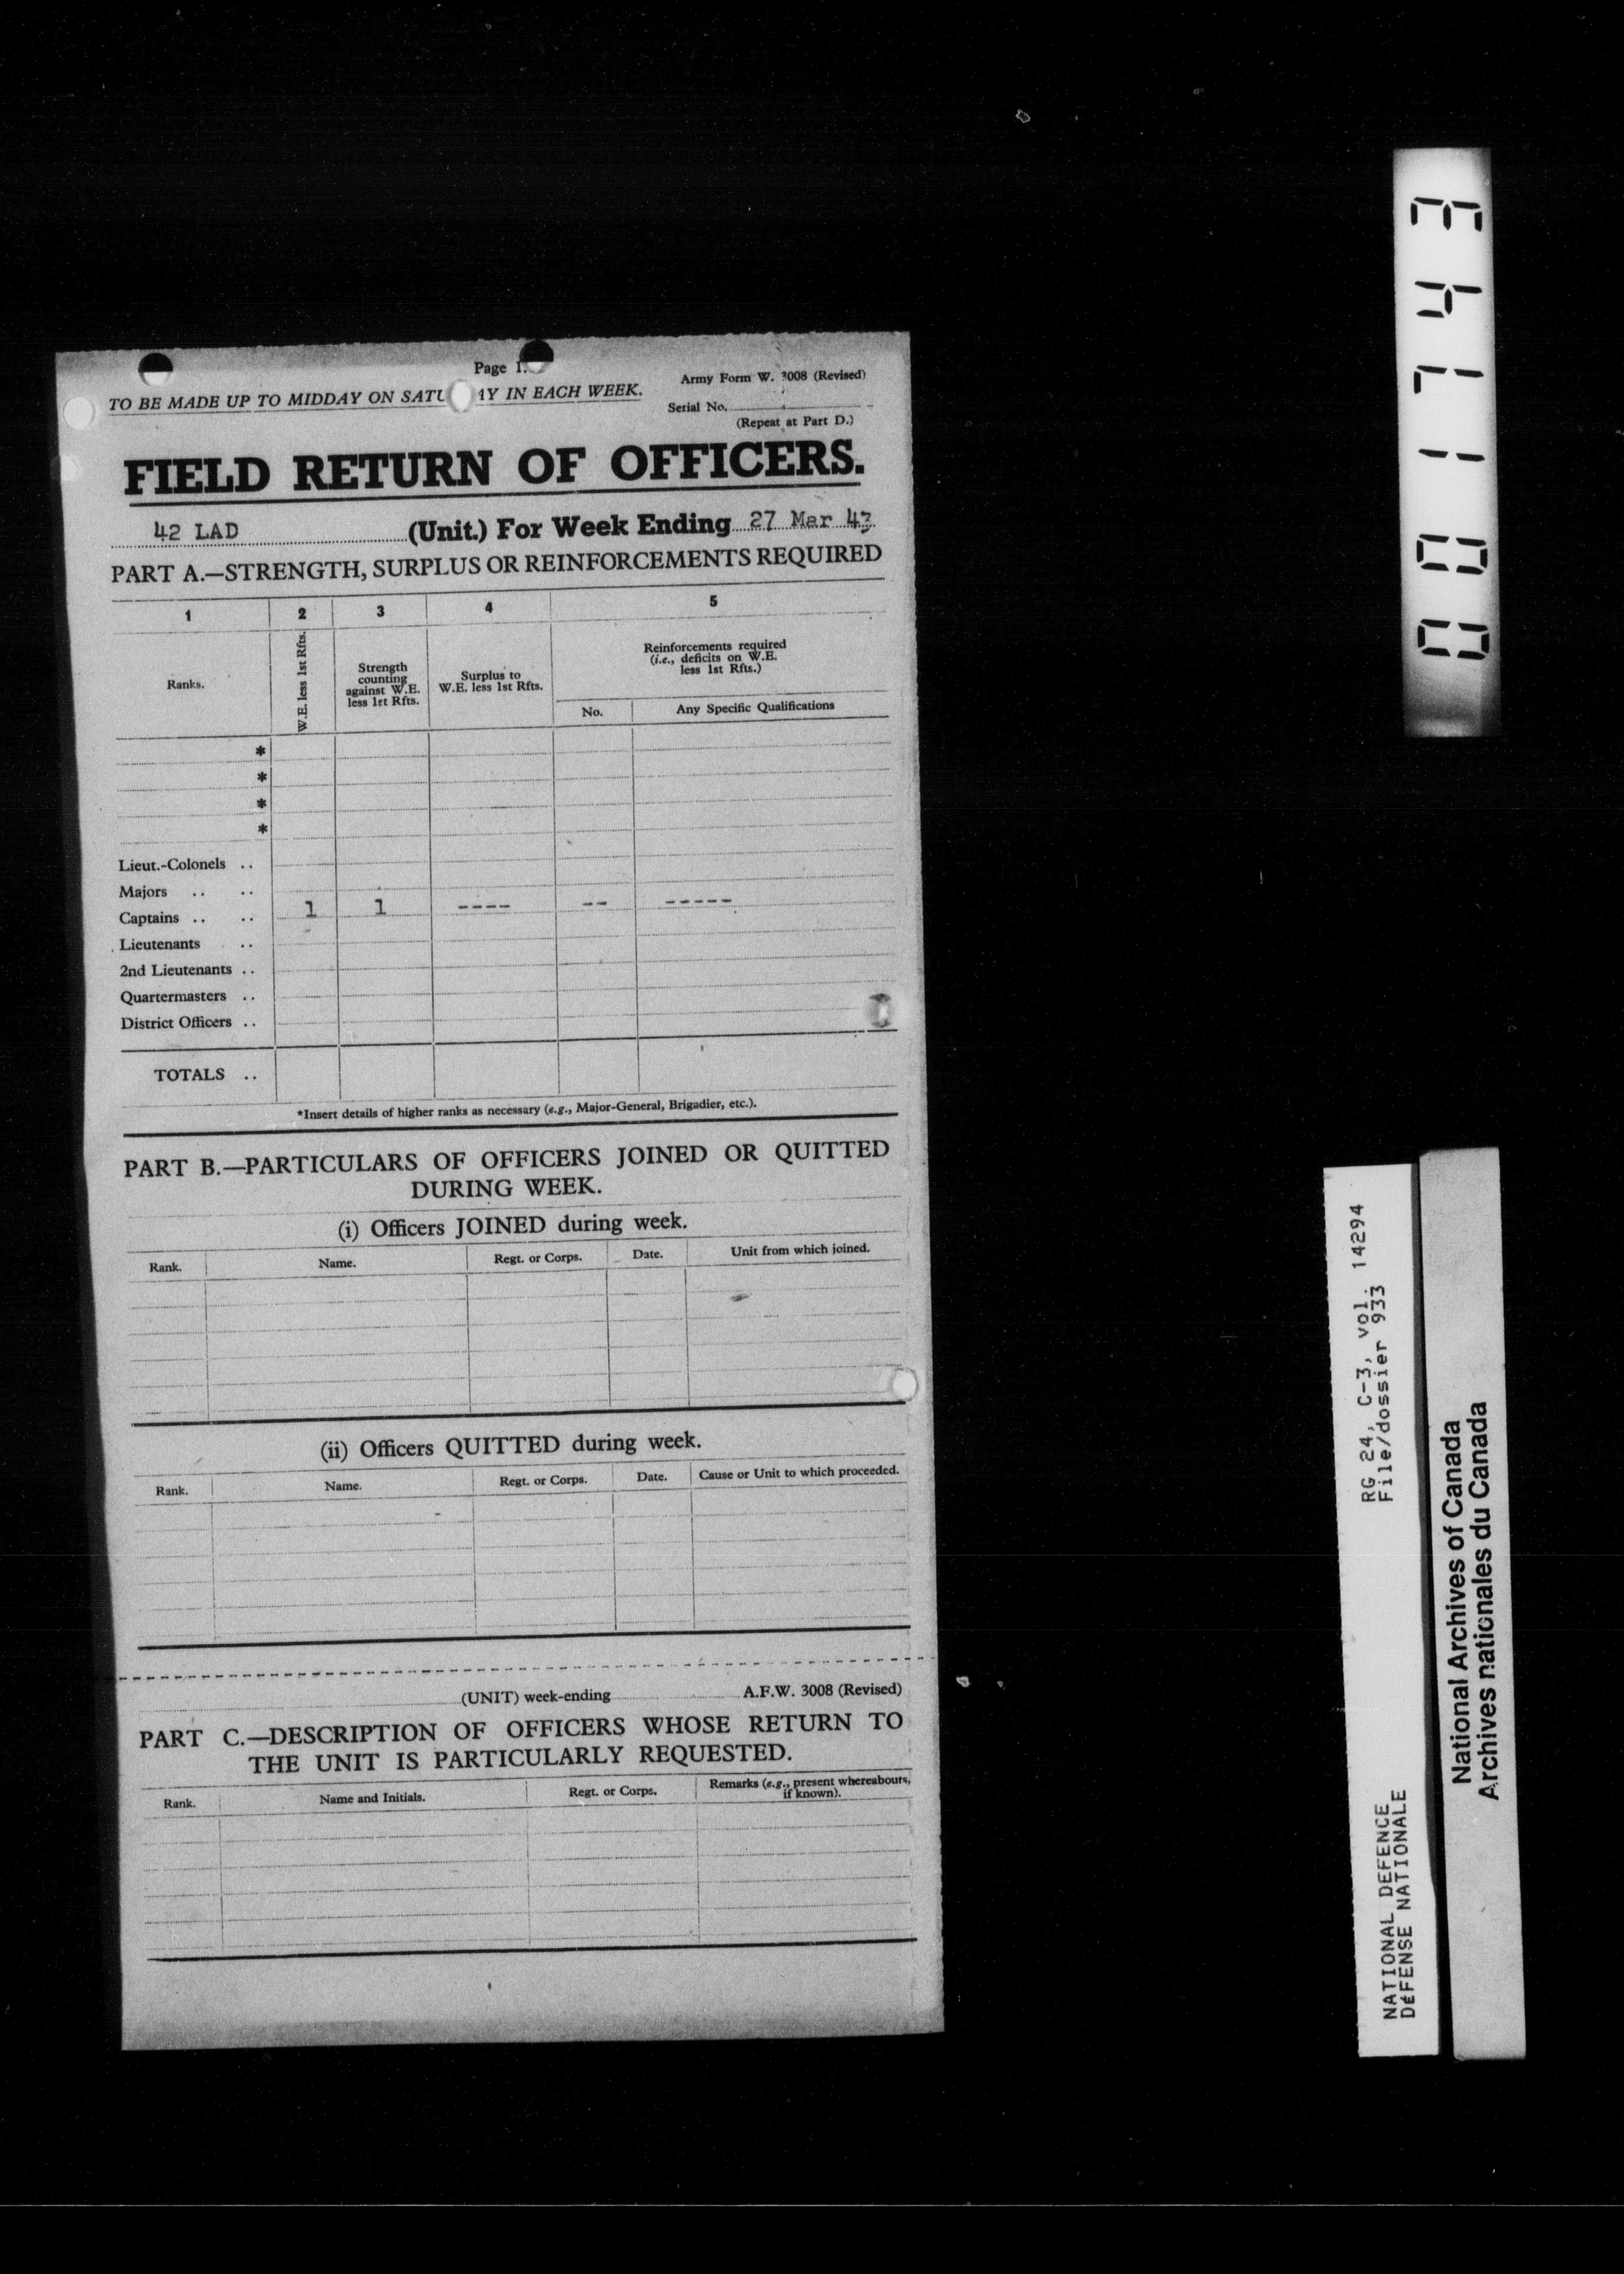 Page 1.
Army Form W. 3008 (Revised)
TO BE MADE UP TO MIDDAY ON SATU AY IN EACH WEEK.
Serial No.
(Repeat at Part D.)
FIELD RETURN OF OFFICERS.
42 LAD (Unit.) For Week Ending 27 Mar 43
PART A.—STRENGTH, SURPLUS OR REINFORCEMENTS REQUIRED
1 2 3 4 5
Ranks.
W.E. less 1st Rfts.
Strength
counting
against W.E.
less 1st Rfts.
Surplus to
W.E. less 1st Rfts.
Reinforcements required
(i.e., deficits on W.E.
less 1st Rfts.)
No. Any Specific Qualifications
*
*
*
*
Lieut.-Colonels ..
Majors .. ..
Captains .. .. 1 1 ---- -- -----
Lieutenants ..
2nd Lieutenants ..
Quartermasters ..
District Officers ..
TOTALS ..
*Insert details of higher ranks as necessary (e.g., Major-General, Brigadier, etc.).
PART B.—PARTICULARS OF OFFICERS JOINED OR QUITTED
DURING WEEK.
(i) Officers JOINED during week.
Rank. Name. Regt. or Corps. Date. Unit from which joined.
(ii) Officers QUITTED during week.
Rank. Name. Regt. or Corps. Date. Cause or Unit to which proceeded.
(UNIT) week-ending A.F.W. 3008 (Revised)
PART C.—DESCRIPTION OF OFFICERS WHOSE RETURN TO
THE UNIT IS PARTICULARLY REQUESTED.
Rank. Name and Initials. Regt. or Corps. Remarks (e.g., present whereabouts,
if known).
001743
NATIONAL DEFENCE RG 24, C-3, vol. 14294
DéFENSE NATIONALE File/dossier 933
National Archives of Canada
Archives nationales du Canada